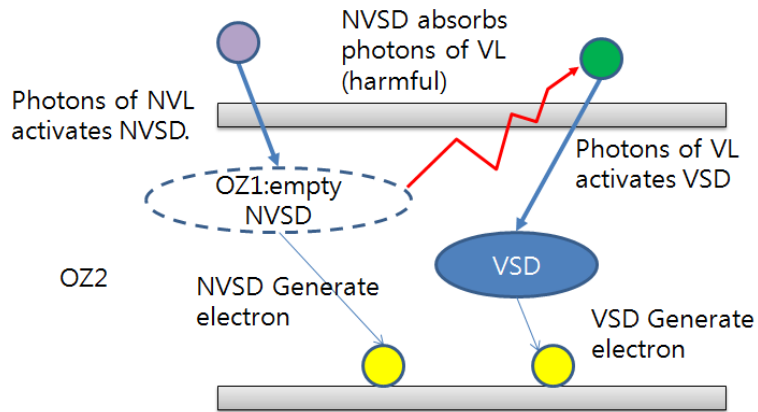 NVSD absorbs
photons of VL
(harmful)
Photons of NVL
activates NVSD.
Photons of VL
activates VSD
OZ1:empty
NVSD
VSD
OZ2
NVSD Generate
electron
VSD Generate
electron